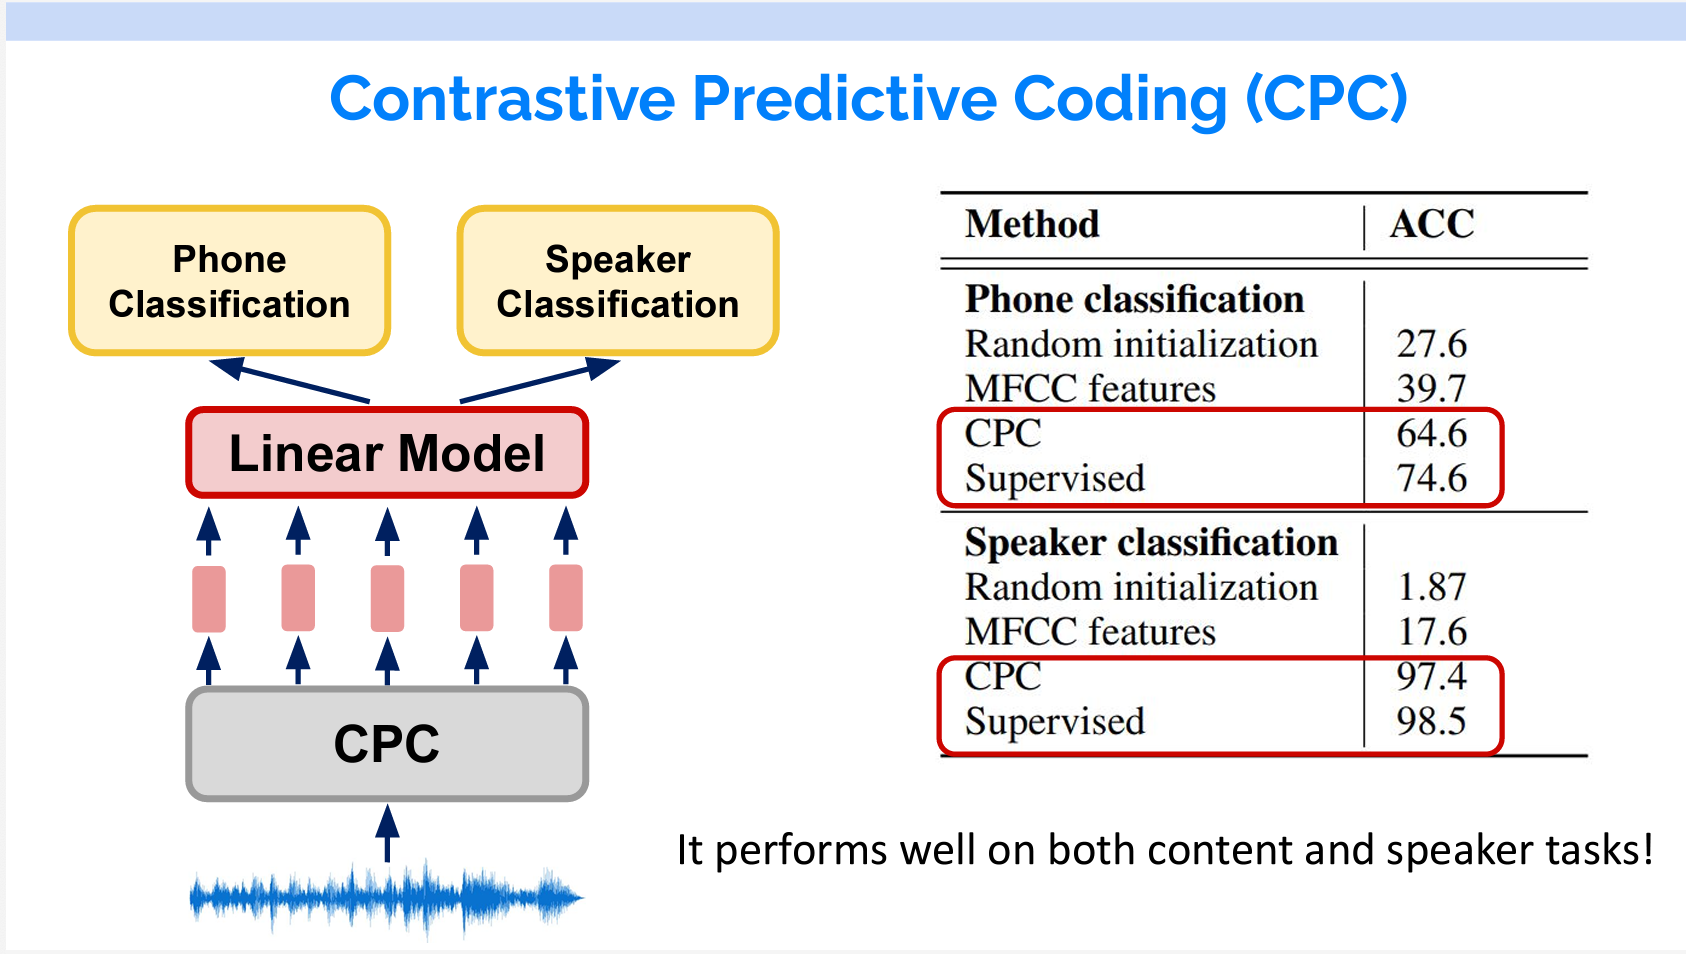 Contrastive Predictive Coding (CPC)
Phone
Classification
Speaker
Classification
Linear Model
CPC
Method ACC
Phone classification
Random initialization 27.6
MFCC features 39.7
CPC 64.6
Supervised 74.6
Speaker classification
Random initialization 1.87
MFCC features 17.6
CPC 97.4
Supervised 98.5
It performs well on both content and speaker tasks!